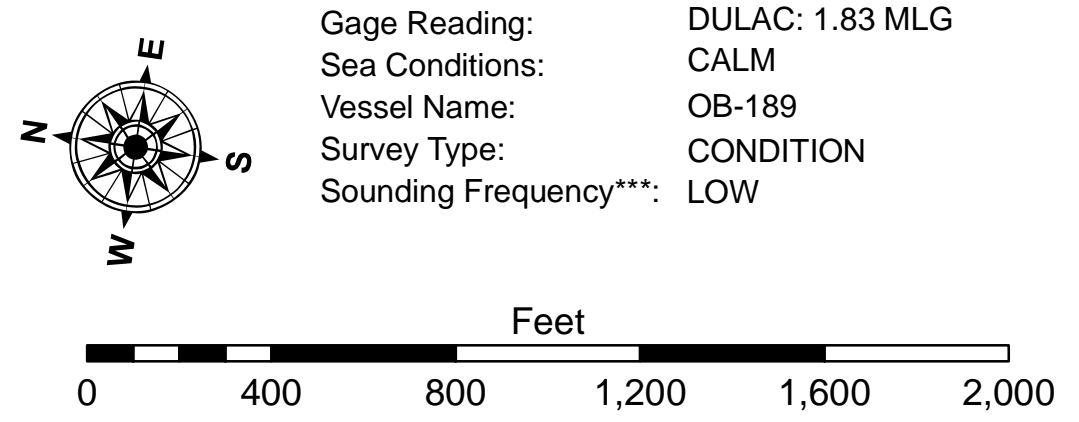 N
E
S
W
Gage Reading: DULAC: 1.83 MLG
Sea Conditions: CALM
Vessel Name: OB-189
Survey Type: CONDITION
Sounding Frequency***: LOW
Feet
0 400 800 1,200 1,600 2,000